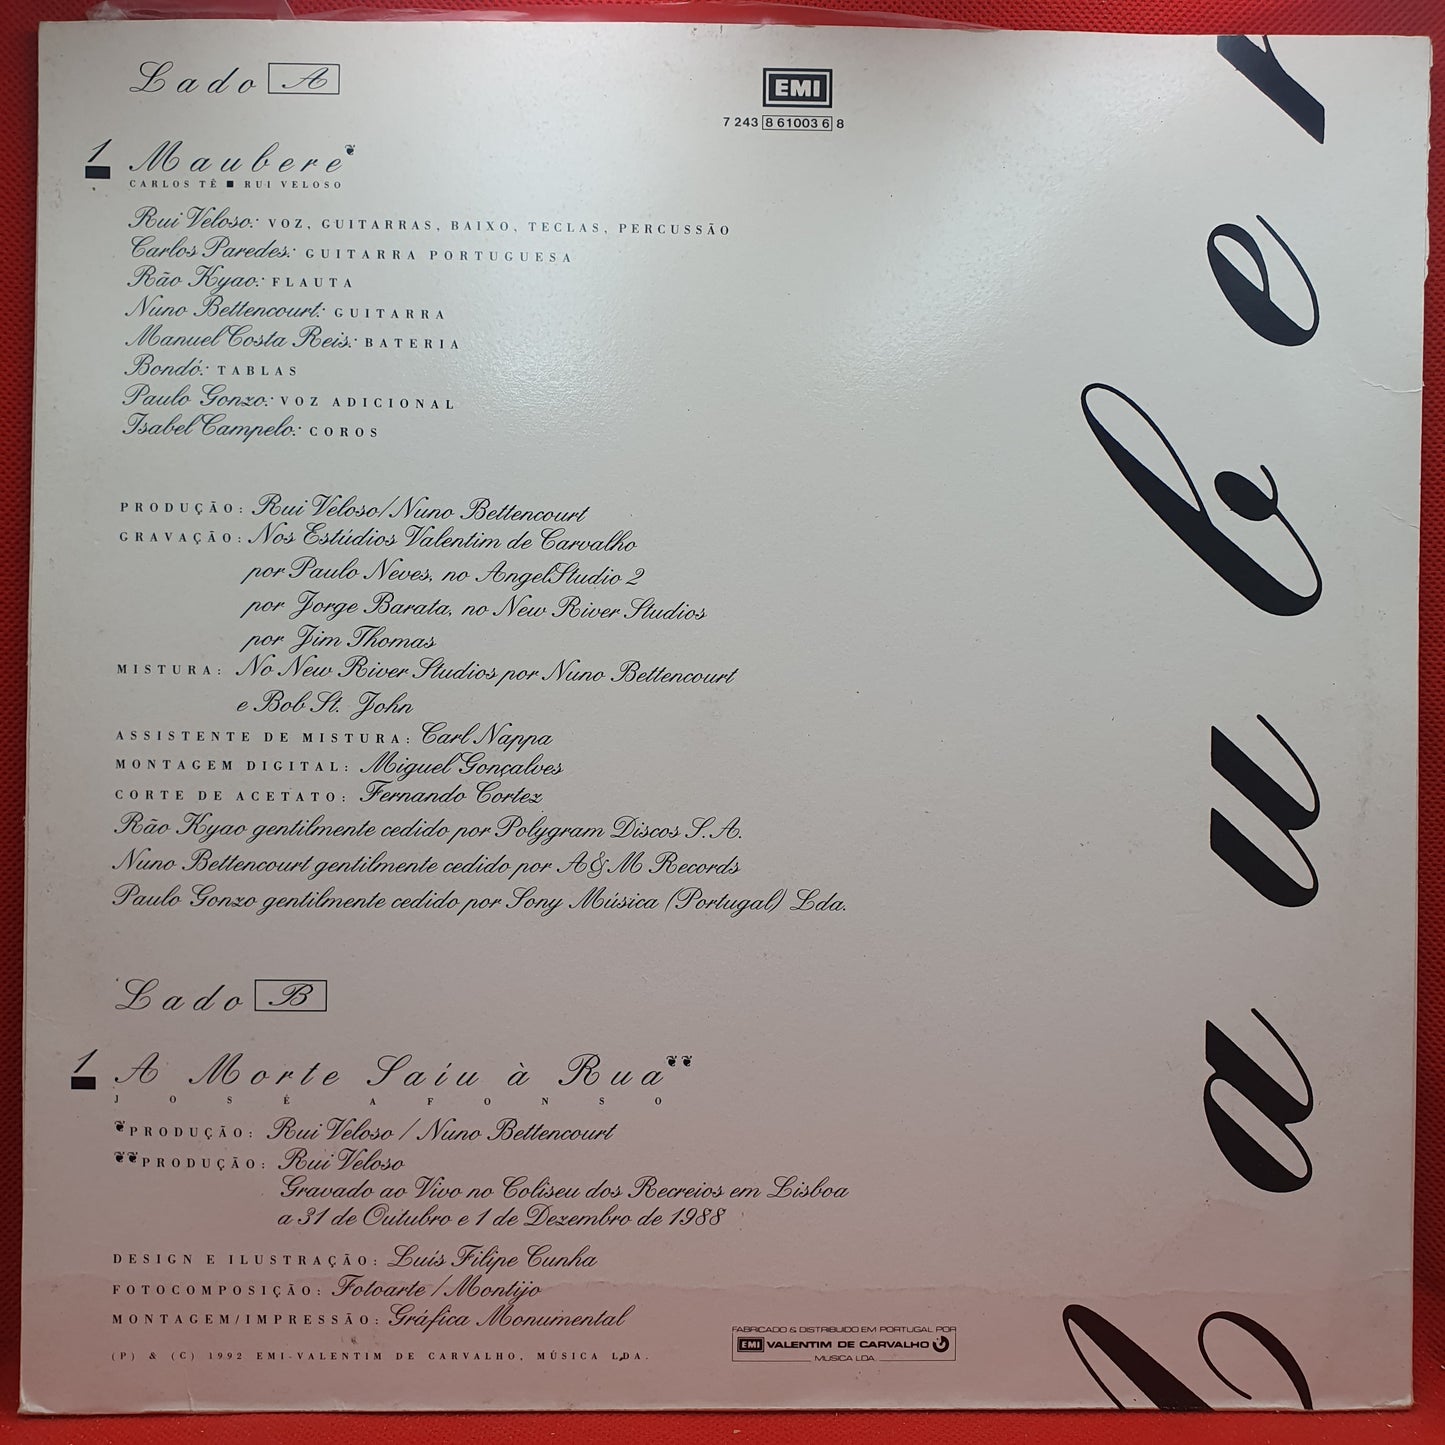 Lado A
EMI
7 243 8 61003 6 8
1 Maubere
CARLOS TÊ ■ RUI VELOSO
Rui Veloso: VOZ, GUITARRAS, BAIXO, TECLAS, PERCUSSÃO
Carlos Paredes: GUITARRA PORTUGUESA
Rão Kyao: FLAUTA
Nuno Bettencourt: GUITARRA
Manuel Costa Reis: BATERIA
Bondó: TABLAS
Paulo Gonzo: VOZ ADICIONAL
Isabel Campelo: COROS
PRODUÇÃO: Rui Veloso/Nuno Bettencourt
GRAVAÇÃO: Nos Estúdios Valentim de Carvalho
por Paulo Neves, no AngelStudio 2
por Jorge Barata, no New River Studios
por Jim Thomas
MISTURA: No New River Studios por Nuno Bettencourt
e Bob St. John
ASSISTENTE DE MISTURA: Carl Nappa
MONTAGEM DIGITAL: Miguel Gonçalves
CORTE DE ACETATO: Fernando Cortez
Rão Kyao gentilmente cedido por Polygram Discos S.A.
Nuno Bettencourt gentilmente cedido por A&M Records
Paulo Gonzo gentilmente cedido por Sony Música (Portugal) Lda.
Lado B
1 A Morte Saíu à Rua
JOSÉ AFONSO
PRODUÇÃO: Rui Veloso / Nuno Bettencourt
PRODUÇÃO: Rui Veloso
Gravado ao Vivo no Coliseu dos Recreios em Lisboa
a 31 de Outubro e 1 de Dezembro de 1988
DESIGN E ILUSTRAÇÃO: Luís Filipe Cunha
FOTOCOMPOSIÇÃO: Fotoarte/Montijo
MONTAGEM/IMPRESSÃO: Gráfica Monumental
(P) & (C) 1992 EMI-VALENTIM DE CARVALHO, MÚSICA LDA.
FABRICADO & DISTRIBUIDO EM PORTUGAL POR
EMI VALENTIM DE CARVALHO
MUSICA LDA
auber